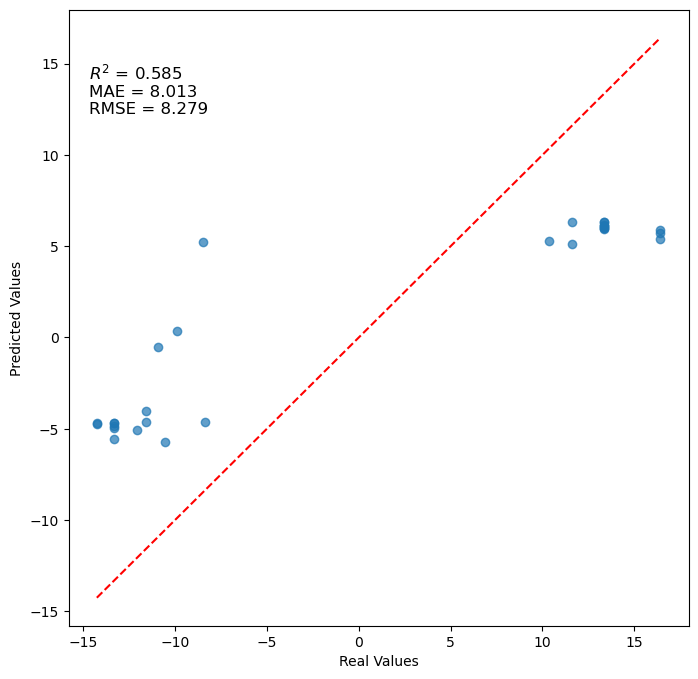 R² = 0.585
MAE = 8.013
RMSE = 8.279
Predicted Values
15
10
5
0
−5
−10
−15
−15 −10 −5 0 5 10 15
Real Values